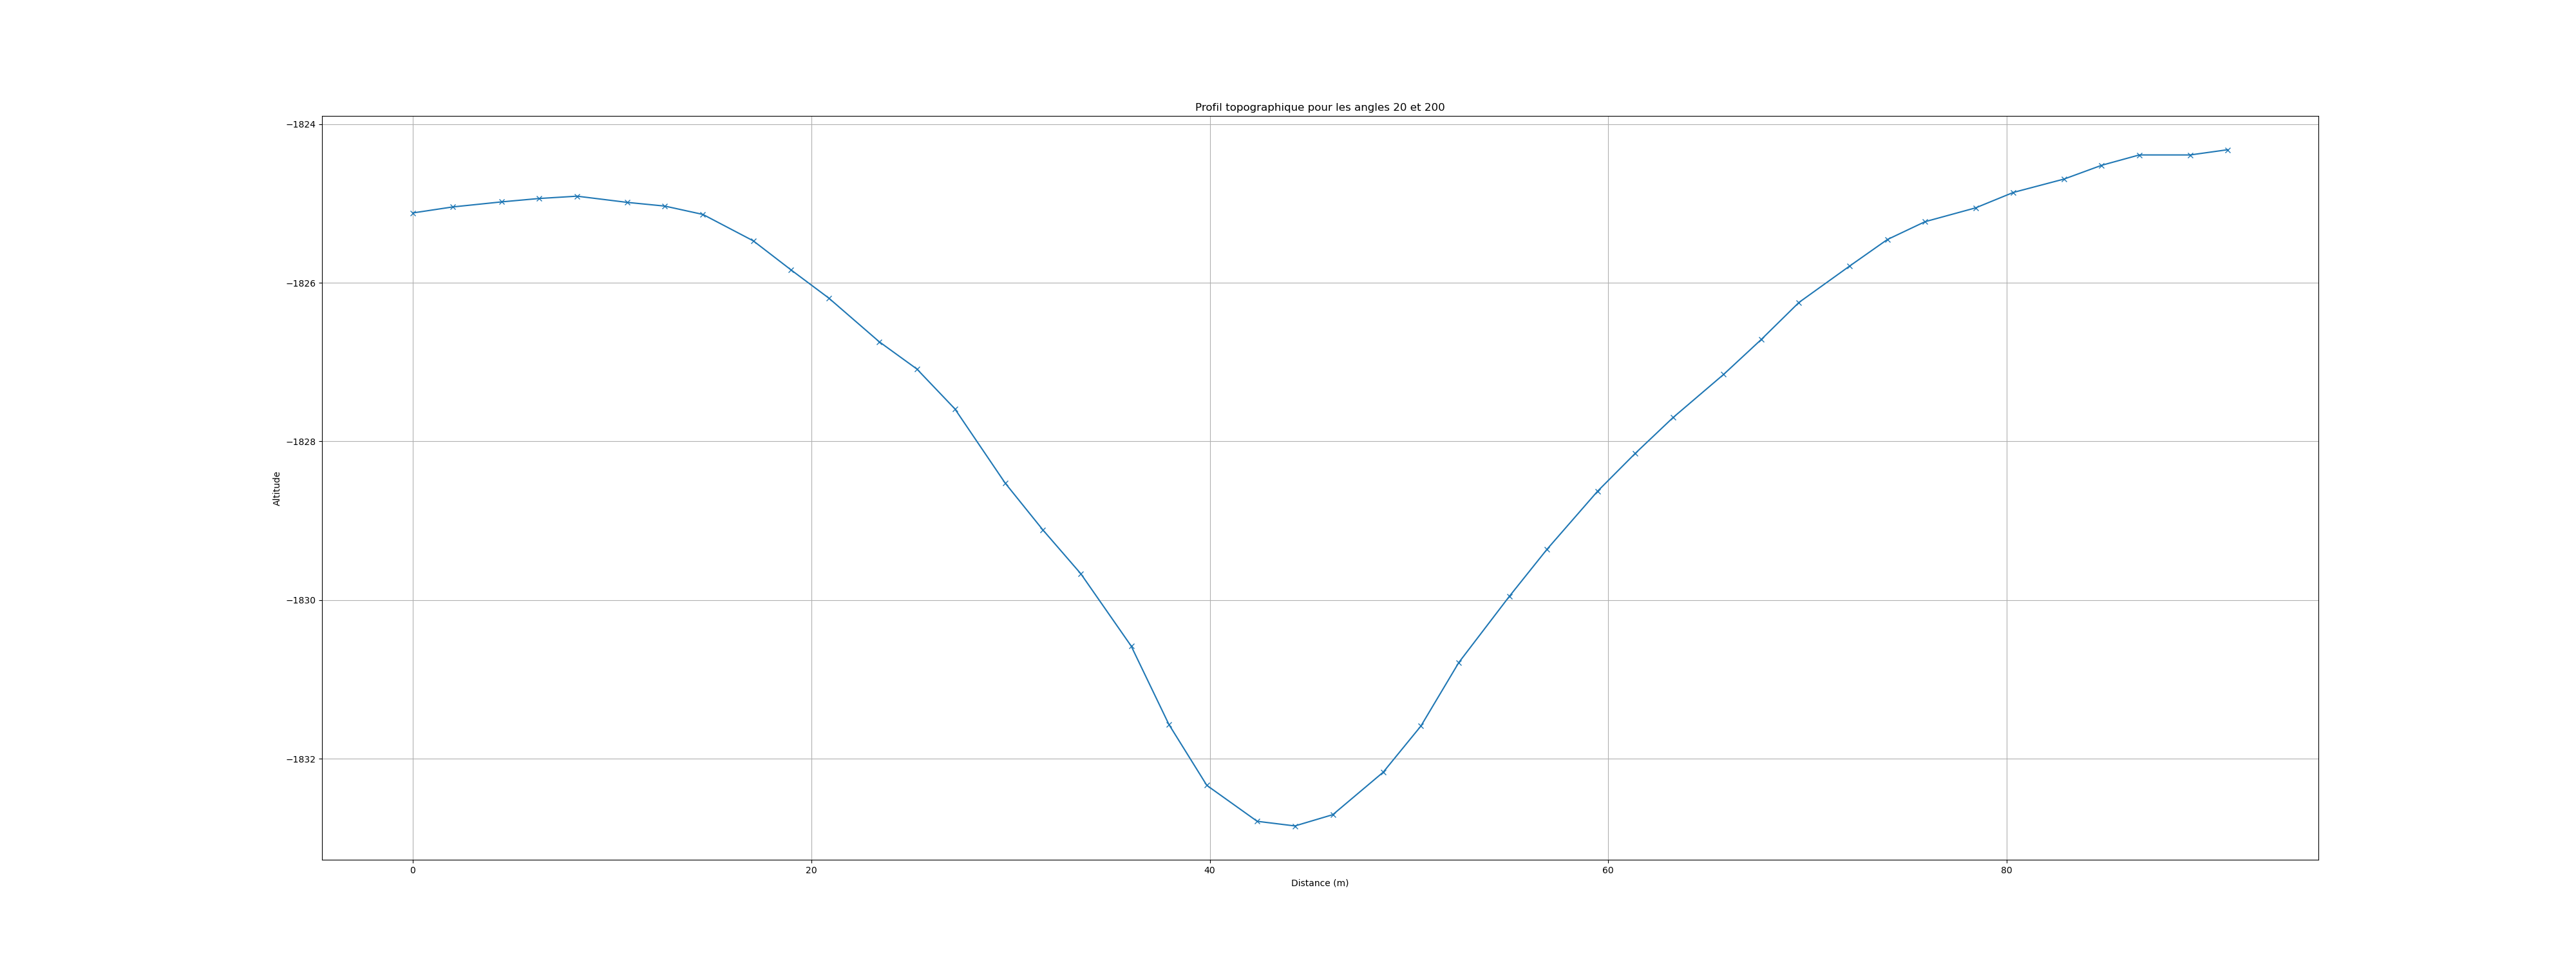 Profil topographique pour les angles 20 et 200
−1824
−1826
−1828
−1830
−1832
Altitude
0 20 40 60 80
Distance (m)